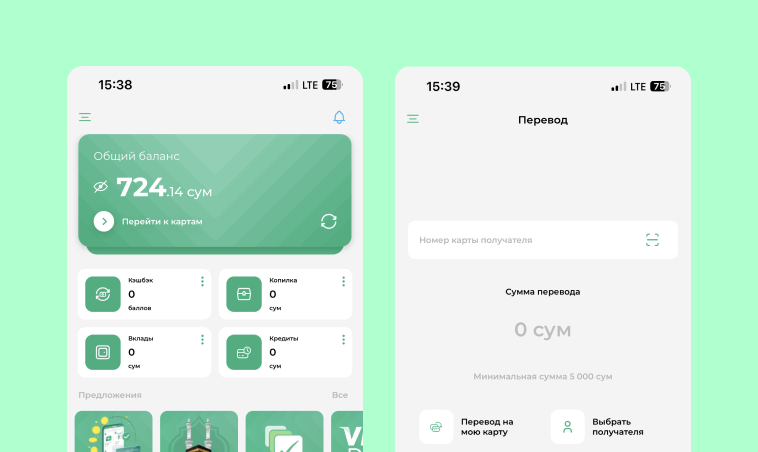 15:38
LTE 75
Общий баланс
724.14 сум
Перейти к картам
Кэшбэк
0
баллов
Копилка
0
сум
Вклады
0
сум
Кредиты
0
сум
Предложения
Все
15:39
LTE 75
Перевод
Номер карты получателя
Сумма перевода
0 сум
Минимальная сумма 5 000 сум
Перевод на
мою карту
Выбрать
получателя